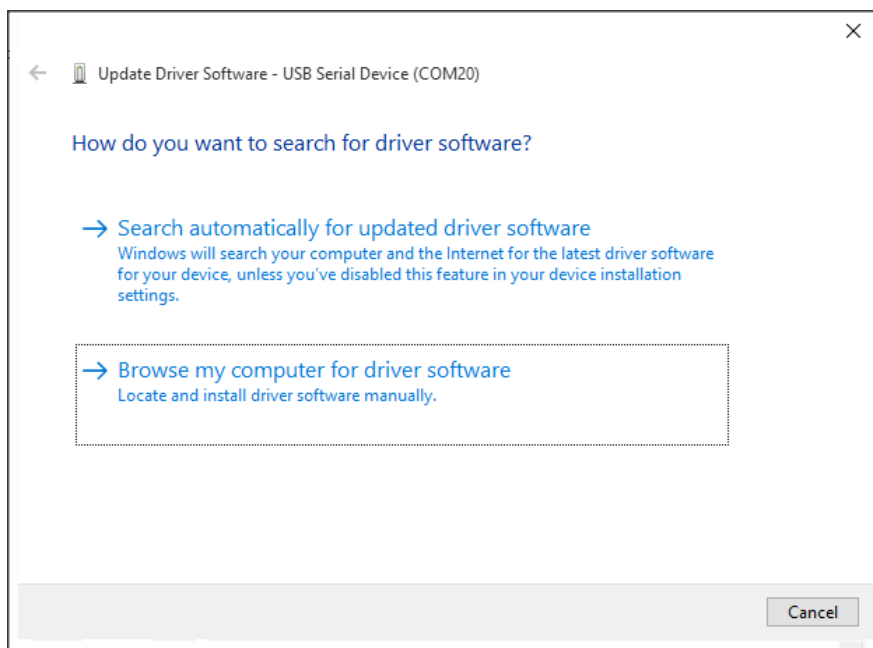 Update Driver Software - USB Serial Device (COM20)
How do you want to search for driver software?
Search automatically for updated driver software
Windows will search your computer and the Internet for the latest driver software
for your device, unless you've disabled this feature in your device installation
settings.
Browse my computer for driver software
Locate and install driver software manually.
Cancel